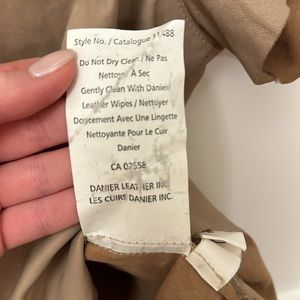 Style No. / Catalogue
Do Not Dry Clean / Ne Pas
Nettoyer À Sec
Gently Clean With Danier
Leather Wipes / Nettoyer
Doucement Avec Une Lingette
Nettoyante Pour Le Cuir
Danier
CA 07558
DANIER LEATHER INC.
LES CUIRS DANIER INC.